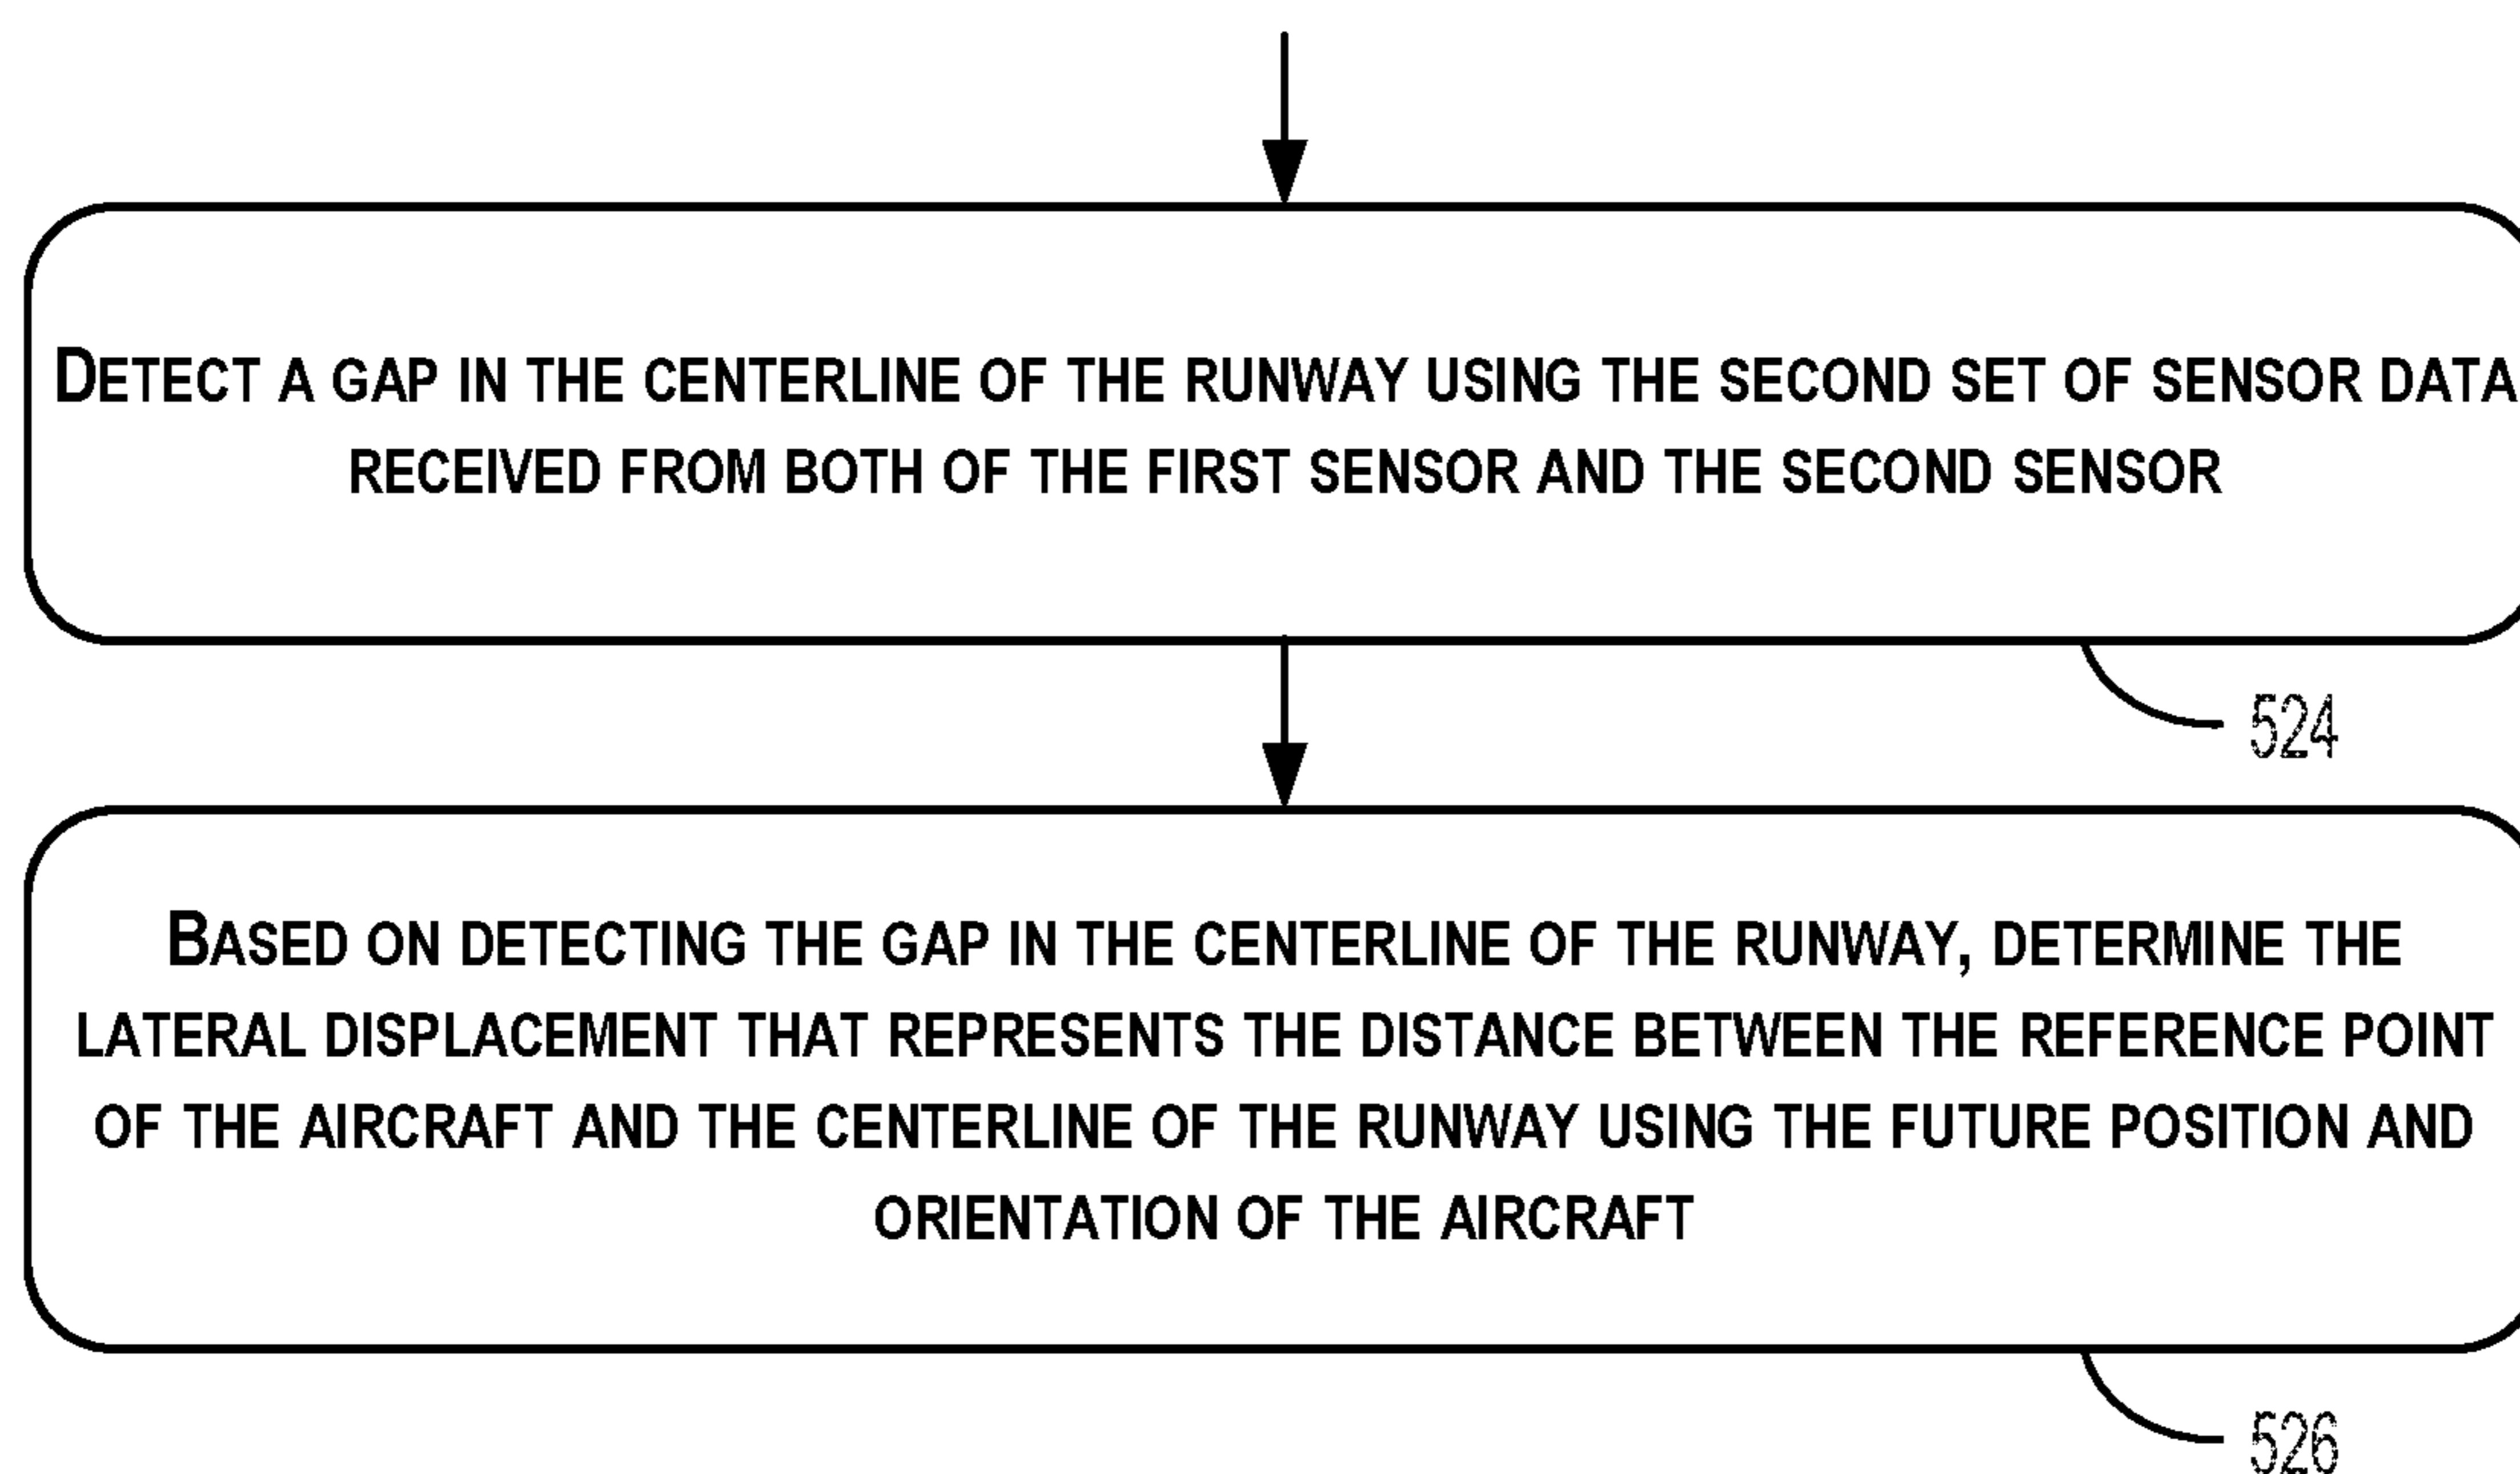 DETECT A GAP IN THE CENTERLINE OF THE RUNWAY USING THE SECOND SET OF SENSOR DATA
RECEIVED FROM BOTH OF THE FIRST SENSOR AND THE SECOND SENSOR
524
BASED ON DETECTING THE GAP IN THE CENTERLINE OF THE RUNWAY, DETERMINE THE
LATERAL DISPLACEMENT THAT REPRESENTS THE DISTANCE BETWEEN THE REFERENCE POINT
OF THE AIRCRAFT AND THE CENTERLINE OF THE RUNWAY USING THE FUTURE POSITION AND
ORIENTATION OF THE AIRCRAFT
526